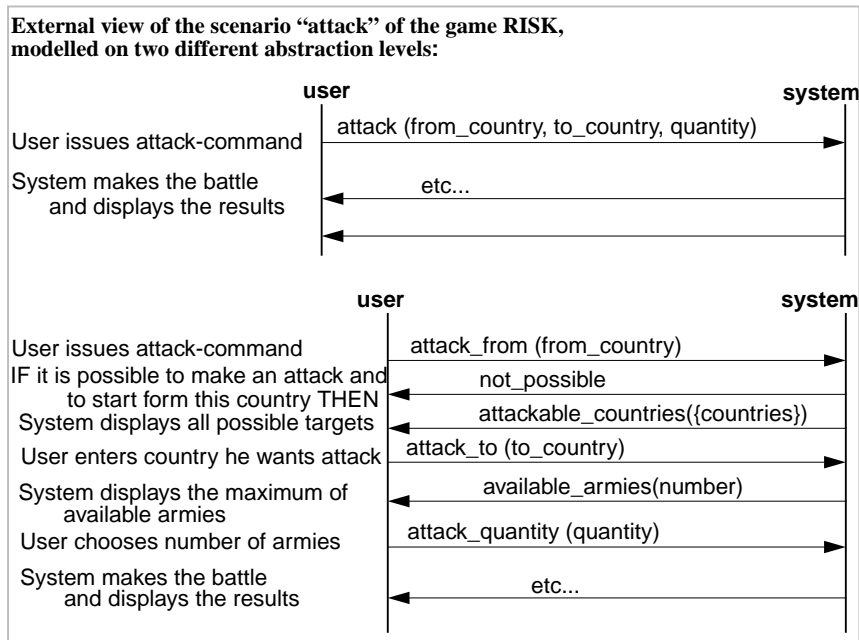 External view of the scenario “attack” of the game RISK,
modelled on two different abstraction levels:
user system
attack (from_country, to_country, quantity)
User issues attack-command
System makes the battle
and displays the results
etc...
user system
User issues attack-command
attack_from (from_country)
IF it is possible to make an attack and
to start form this country THEN
not_possible
System displays all possible targets
attackable_countries({countries})
User enters country he wants attack
attack_to (to_country)
System displays the maximum of
available armies
available_armies(number)
User chooses number of armies
attack_quantity (quantity)
System makes the battle
and displays the results
etc...